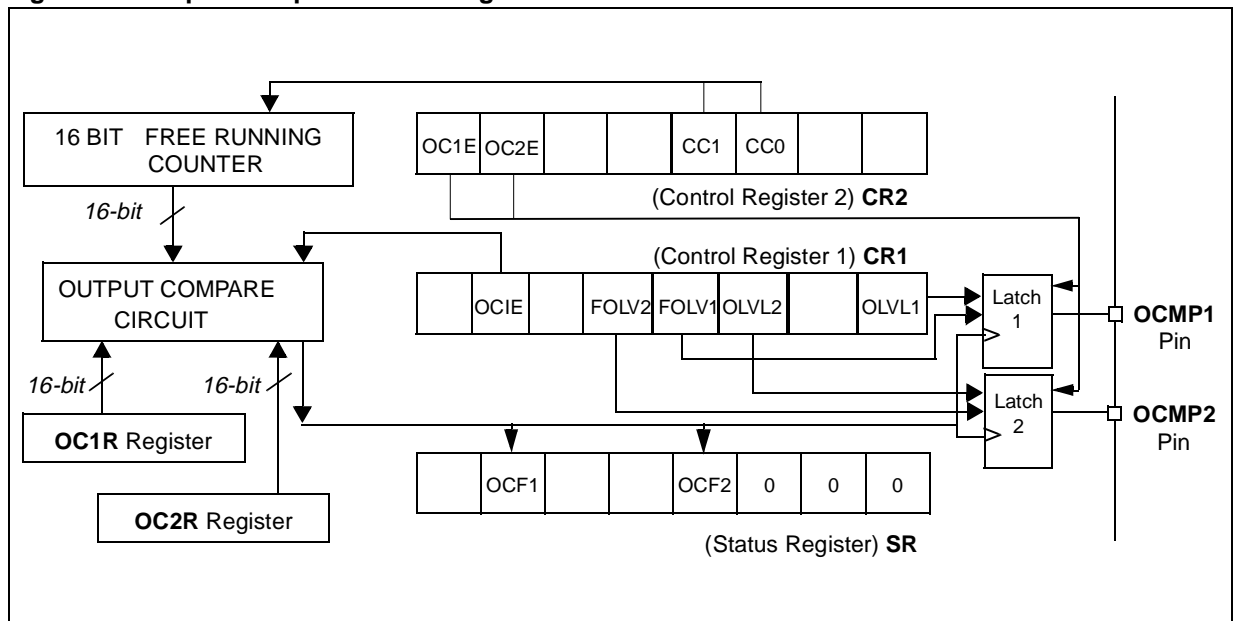 16 BIT FREE RUNNING
COUNTER
OC1E OC2E CC1 CC0
(Control Register 2) CR2
16-bit
(Control Register 1) CR1
OUTPUT COMPARE
CIRCUIT
OCIE FOLV2 FOLV1 OLVL2 OLVL1
Latch
1
OCMP1
Pin
16-bit
16-bit
Latch
2
OCMP2
Pin
OC1R Register
OCF1 OCF2 0 0 0
OC2R Register
(Status Register) SR